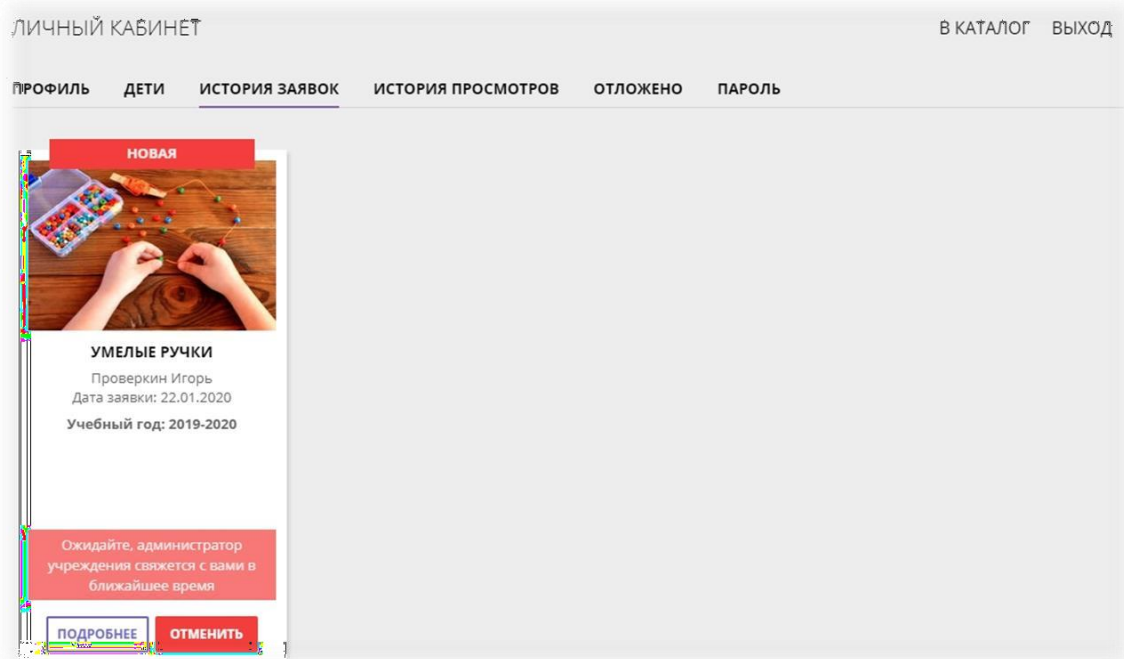 ЛИЧНЫЙ КАБИНЕТ
В КАТАЛОГ ВЫХОД
ПРОФИЛЬ ДЕТИ ИСТОРИЯ ЗАЯВОК ИСТОРИЯ ПРОСМОТРОВ ОТЛОЖЕНО ПАРОЛЬ
НОВАЯ
УМЕЛЫЕ РУЧКИ
Проверкин Игорь
Дата заявки: 22.01.2020
Учебный год: 2019-2020
Ожидайте, администратор
учреждения свяжется с вами в
ближайшее время
ПОДРОБНЕЕ ОТМЕНИТЬ